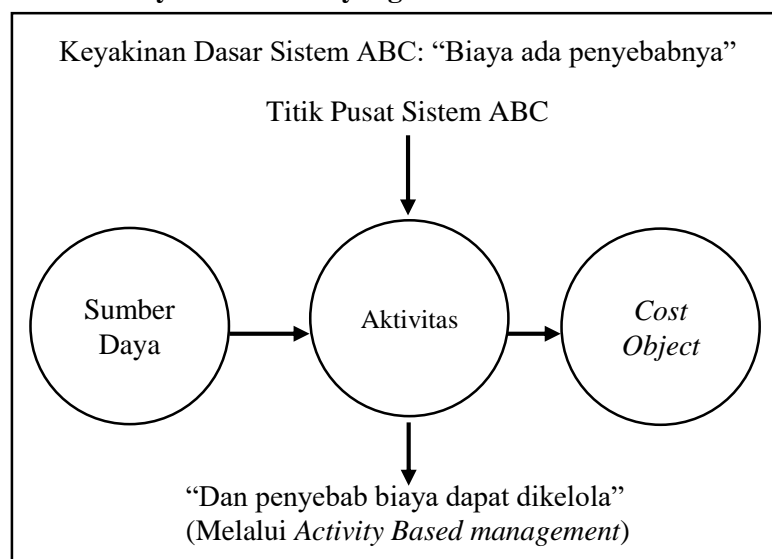 Keyakinan Dasar Sistem ABC: “Biaya ada penyebabnya”
Titik Pusat Sistem ABC
Sumber
Daya
Aktivitas
Cost
Object
“Dan penyebab biaya dapat dikelola”
(Melalui Activity Based management)